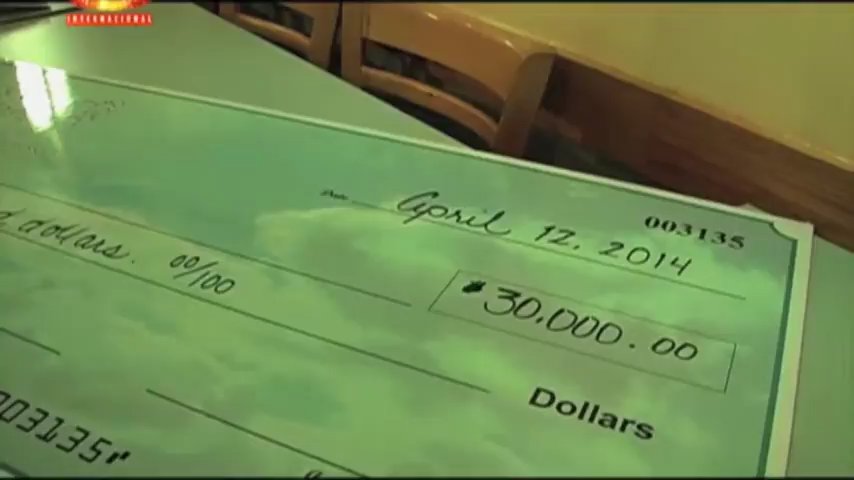 INTERNACIONAL
003135
Date April 12. 2014
$30.000.00
dollars. 00/100
Dollars
003135